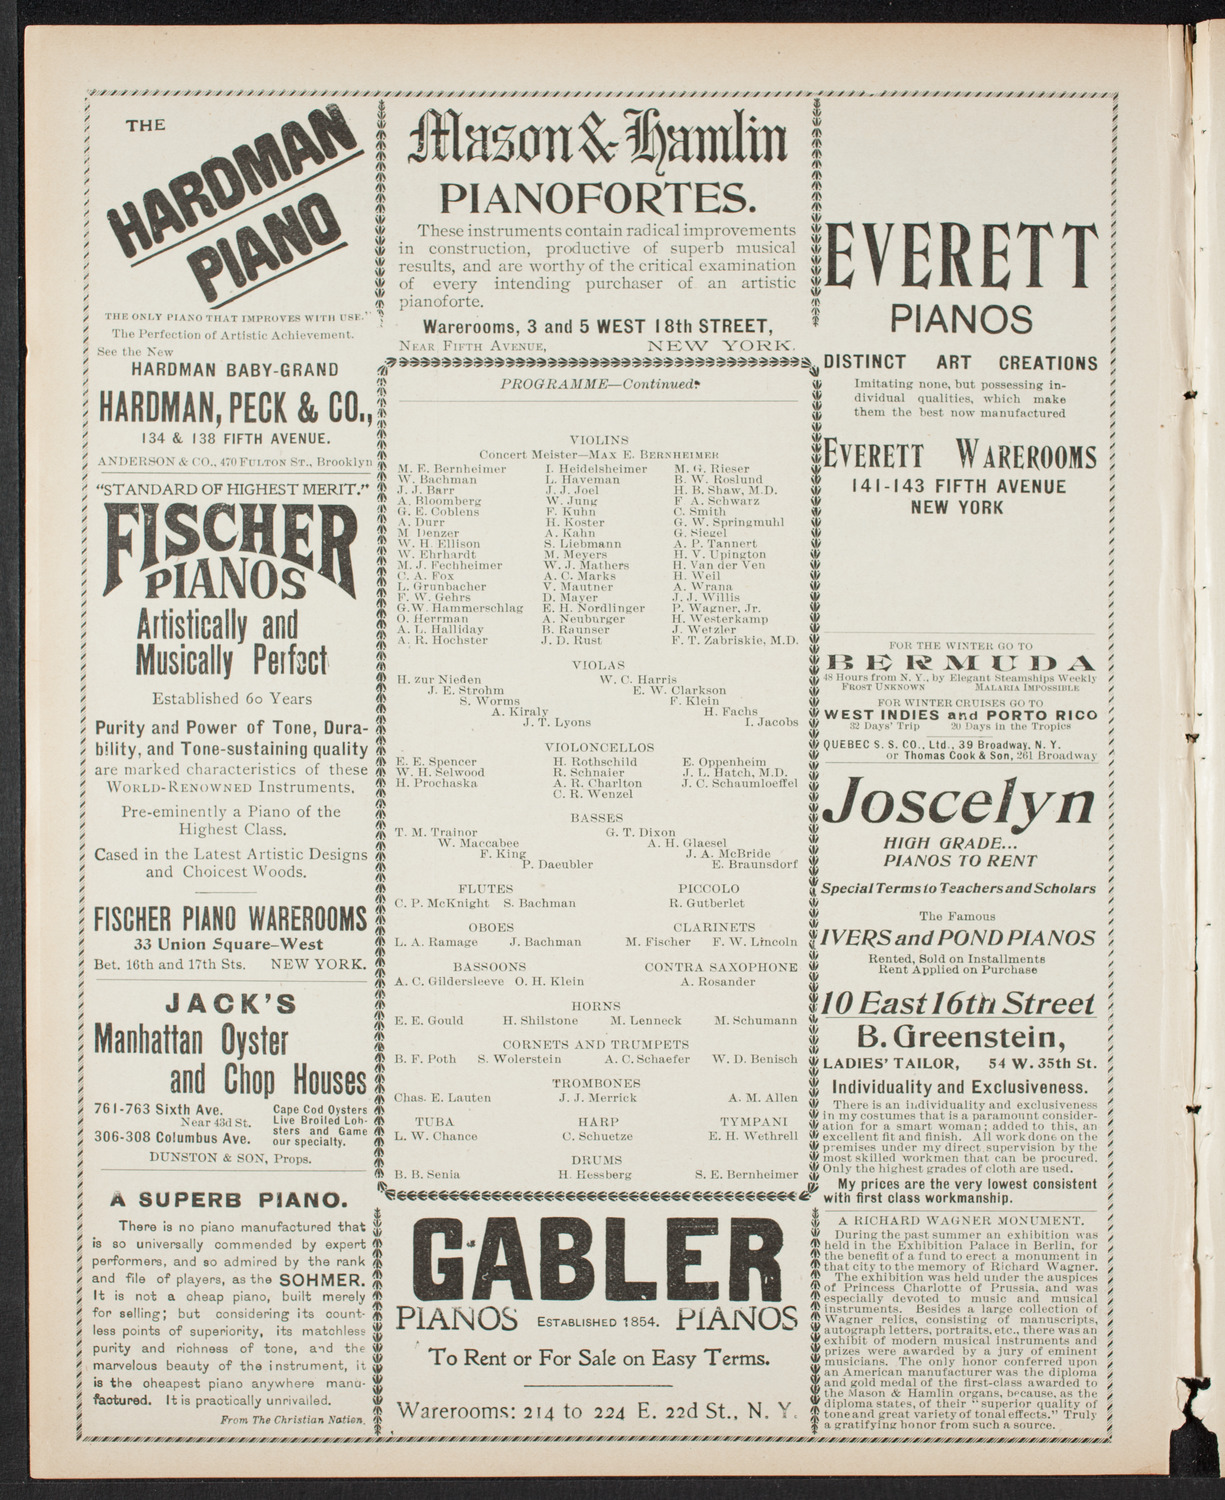 THE
HARDMAN
PIANO
THE ONLY PIANO THAT IMPROVES WITH USE."
The Perfection of Artistic Achievement.
See the New
HARDMAN BABY-GRAND
HARDMAN, PECK & CO.,
134 & 138 FIFTH AVENUE.
ANDERSON & CO., 470 FULTON ST., Brooklyn
"STANDARD OF HIGHEST MERIT."
FISCHER
PIANOS
Artistically and
Musically Perfect
Established 60 Years
Purity and Power of Tone, Dura-
bility, and Tone-sustaining quality
are marked characteristics of these
WORLD-RENOWNED Instruments.
Pre-eminently a Piano of the
Highest Class.
Cased in the Latest Artistic Designs
and Choicest Woods.
FISCHER PIANO WAREROOMS
33 Union Square—West
Bet. 16th and 17th Sts. NEW YORK.
JACK'S
Manhattan Oyster
and Chop Houses
761-763 Sixth Ave.
Near 43d St.
306-308 Columbus Ave.
Cape Cod Oysters
Live Broiled Lob-
sters and Game
our specialty.
DUNSTON & SON, Props.
A SUPERB PIANO.
There is no piano manufactured that
is so universally commended by expert
performers, and so admired by the rank
and file of players, as the SOHMER.
It is not a cheap piano, built merely
for selling; but considering its count-
less points of superiority, its matchless
purity and richness of tone, and the
marvelous beauty of the instrument, it
is the cheapest piano anywhere manu-
factured. It is practically unrivailed.
From The Christian Nation.
Mason & Hamlin
PIANOFORTES.
These instruments contain radical improvements
in construction, productive of superb musical
results, and are worthy of the critical examination
of every intending purchaser of an artistic
pianoforte.
Warerooms, 3 and 5 WEST 18th STREET,
NEAR FIFTH AVENUE, NEW YORK.
PROGRAMME—Continued
VIOLINS
Concert Meister—MAX E. BERNHEIMER
M. E. Bernheimer I. Heidelsheimer M. G. Rieser
W. Bachman L. Haveman B. W. Roslund
J. J. Barr J. J. Joel H. B. Shaw, M.D.
A. Bloomberg W. Jung F. A. Schwarz
G. E. Coblens F. Kuhn C. Smith
A. Durr H. Koster G. W. Springmuhl
M Denzer A. Kahn G. Siegel
W. H. Ellison S. Liebmann A. P. Tannert
W. Ehrhardt M. Meyers H. V. Upington
M. J. Fechheimer W. J. Mathers H. Van der Ven
C. A. Fox A. C. Marks H. Weil
L. Grunbacher V. Mautner A. Wrana
F. W. Gehrs D. Mayer J. J. Willis
G.W. Hammerschlag E. H. Nordlinger P. Wagner, Jr.
O. Herrman A. Neuburger H. Westerkamp
A. L. Halliday B. Raunser J. Wetzler
A. R. Hochster J. D. Rust F. T. Zabriskie, M.D.
VIOLAS
H. zur Nieden W. C. Harris
J. E. Strohm E. W. Clarkson
S. Worms F. Klein
A. Kiraly H. Fachs
J. T. Lyons I. Jacobs
VIOLONCELLOS
E. E. Spencer H. Rothschild E. Oppenheim
W. H. Selwood R. Schnaier J. L. Hatch, M.D.
H. Prochaska A. R. Charlton J. C. Schaumloeffel
C. R. Wenzel
BASSES
T. M. Trainor G. T. Dixon
W. Maccabee A. H. Glaesel
F. King J. A. McBride
P. Daeubler E. Braunsdorf
FLUTES PICCOLO
C. P. McKnight S. Bachman R. Gutberlet
OBOES CLARINETS
L. A. Ramage J. Bachman M. Fischer F. W. Lincoln
BASSOONS CONTRA SAXOPHONE
A. C. Gildersleeve O. H. Klein A. Rosander
HORNS
E. E. Gould H. Shilstone M. Lenneck M. Schumann
CORNETS AND TRUMPETS
B. F. Poth S. Wolerstein A. C. Schaefer W. D. Benisch
TROMBONES
Chas. E. Lauten J. J. Merrick A. M. Allen
TUBA HARP TYMPANI
L. W. Chance C. Schuetze E. H. Wethrell
DRUMS
B. B. Senia H. Hessberg S. E. Bernheimer
GABLER
PIANOS ESTABLISHED 1854. PIANOS
To Rent or For Sale on Easy Terms.
Warerooms: 214 to 224 E. 22d St., N. Y.
EVERETT
PIANOS
DISTINCT ART CREATIONS
Imitating none, but possessing in-
dividual qualities, which make
them the best now manufactured
EVERETT WAREROOMS
141-143 FIFTH AVENUE
NEW YORK
FOR THE WINTER GO TO
BERMUDA
48 Hours from N. Y., by Elegant Steamships Weekly
FROST UNKNOWN MALARIA IMPOSSIBLE
FOR WINTER CRUISES GO TO
WEST INDIES and PORTO RICO
32 Days' Trip 20 Days in the Tropics
QUEBEC S. S. CO., Ltd., 39 Broadway, N. Y.
or Thomas Cook & Son, 261 Broadway
Joscelyn
HIGH GRADE...
PIANOS TO RENT
Special Terms to Teachers and Scholars
The Famous
IVERS and POND PIANOS
Rented, Sold on Installments
Rent Applied on Purchase
10 East 16th Street
B. Greenstein,
LADIES' TAILOR, 54 W. 35th St.
Individuality and Exclusiveness.
There is an individuality and exclusiveness
in my costumes that is a paramount consider-
ation for a smart woman; added to this, an
excellent fit and finish. All work done on the
premises under my direct supervision by the
most skilled workmen that can be procured.
Only the highest grades of cloth are used.
My prices are the very lowest consistent
with first class workmanship.
A RICHARD WAGNER MONUMENT.
During the past summer an exhibition was
held in the Exhibition Palace in Berlin, for
the benefit of a fund to erect a monument in
that city to the memory of Richard Wagner.
The exhibition was held under the auspices
of Princess Charlotte of Prussia, and was
especially devoted to music and musical
instruments. Besides a large collection of
Wagner relics, consisting of manuscripts,
autograph letters, portraits, etc., there was an
exhibit of modern musical instruments and
prizes were awarded by a jury of eminent
musicians. The only honor conferred upon
an American manufacturer was the diploma
and gold medal of the first-class awarded to
the Mason & Hamlin organs, because, as the
diploma states, of their "superior quality of
tone and great variety of tonal effects." Truly
a gratifying honor from such a source.